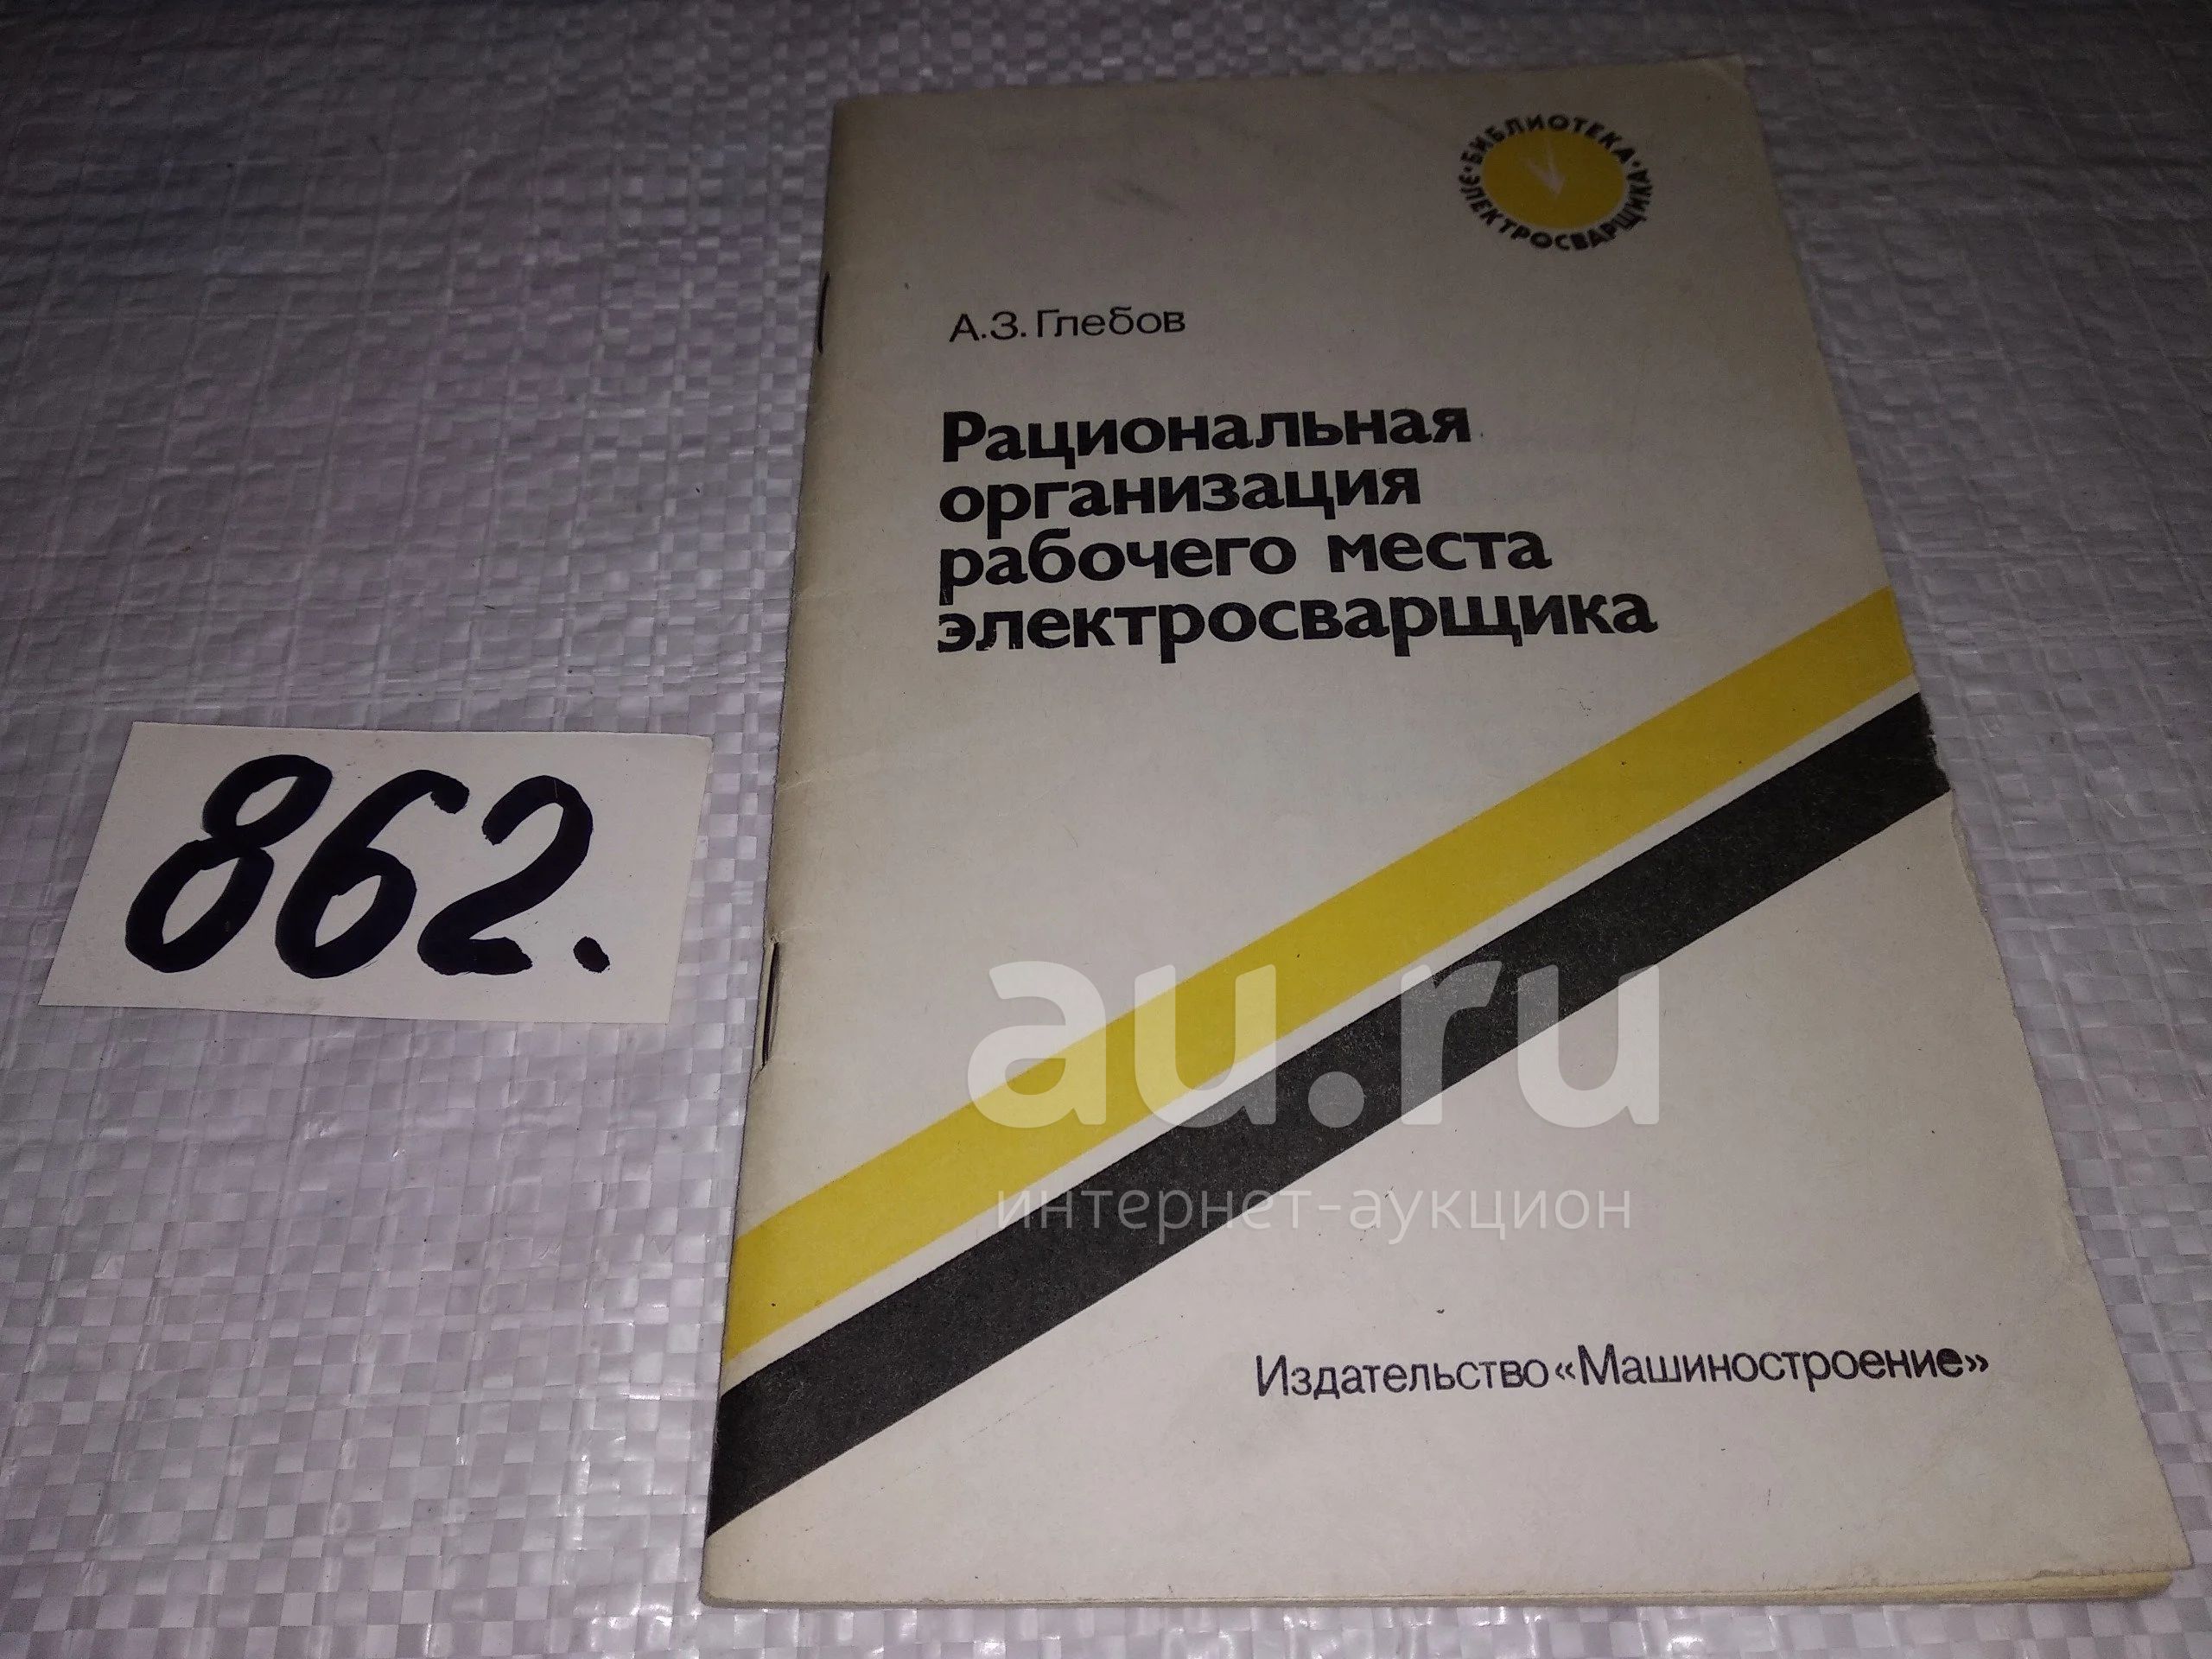 • БИБЛИОТЕКА •
ЭЛЕКТРОСВАРЩИКА
А.З.Глебов
Рациональная
организация
рабочего места
электросварщика
862.
au.ru
интернет-аукцион
Издательство «Машиностроение»